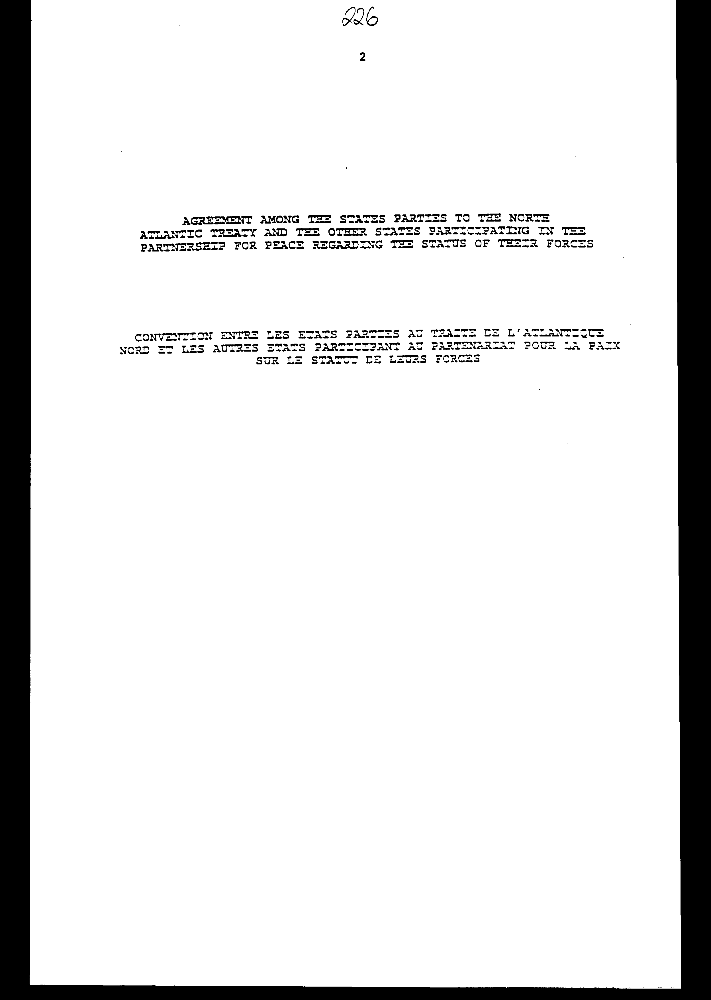 226
2
AGREEMENT AMONG THE STATES PARTIES TO THE NORTH
ATLANTIC TREATY AND THE OTHER STATES PARTICIPATING IN THE
PARTNERSHIP FOR PEACE REGARDING THE STATUS OF THEIR FORCES
CONVENTION ENTRE LES ETATS PARTIES AU TRAITE DE L'ATLANTIQUE
NORD ET LES AUTRES ETATS PARTICIPANT AU PARTENARIAT POUR LA PAIX
SUR LE STATUT DE LEURS FORCES